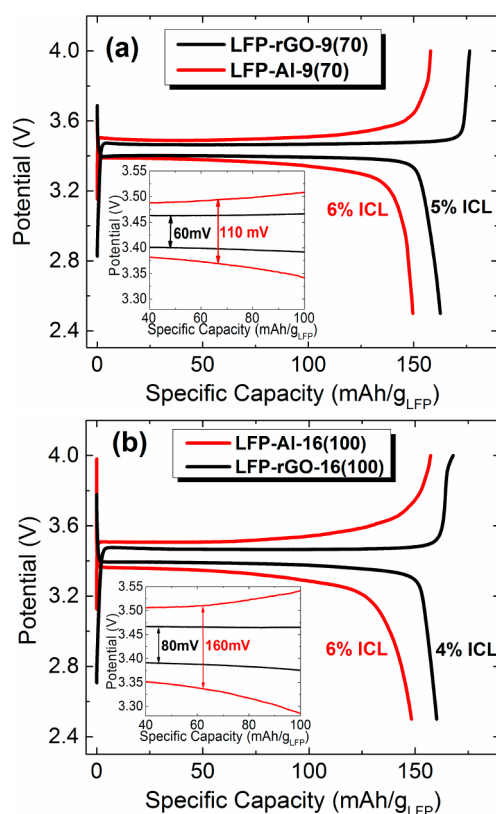 (a)
LFP-rGO-9(70)
LFP-Al-9(70)
4.0
3.6
3.2
2.8
2.4
Potential (V)
3.50
3.45
3.40
3.35
3.30
Potential (V)
60mV
110 mV
40 60 80 100
Specific Capacity (mAh/gLFP)
6% ICL
5% ICL
0 50 100 150
Specific Capacity (mAh/gLFP)
(b)
LFP-Al-16(100)
LFP-rGO-16(100)
4.0
3.6
3.2
2.8
2.4
Potential (V)
3.55
3.50
3.45
3.40
3.35
3.30
Potential (V)
80mV
160mV
40 60 80 100
Specific Capacity (mAh/gLFP)
6% ICL
4% ICL
0 50 100 150
Specific Capacity (mAh/gLFP)